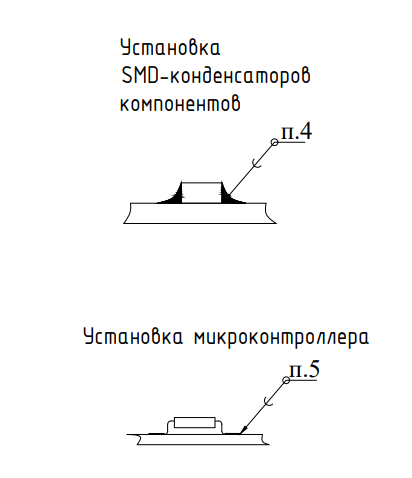 Установка
SMD-конденсаторов
компонентов
п.4
Установка микроконтроллера
п.5